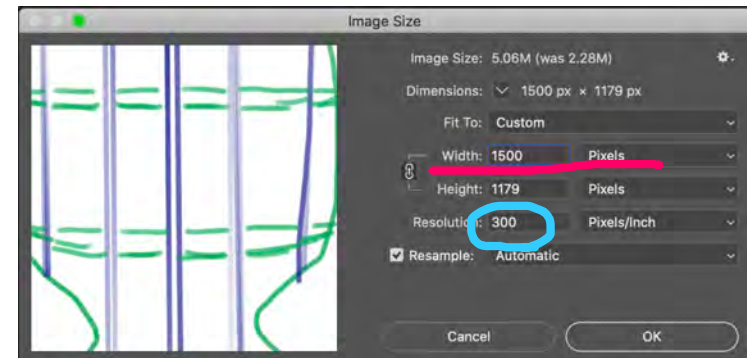 Image Size
Image Size: 5.06M (was 2.28M)
Dimensions: 1500 px × 1179 px
Fit To: Custom
Width: 1500 Pixels
Height: 1179 Pixels
Resolution: 300 Pixels/Inch
Resample: Automatic
Cancel OK